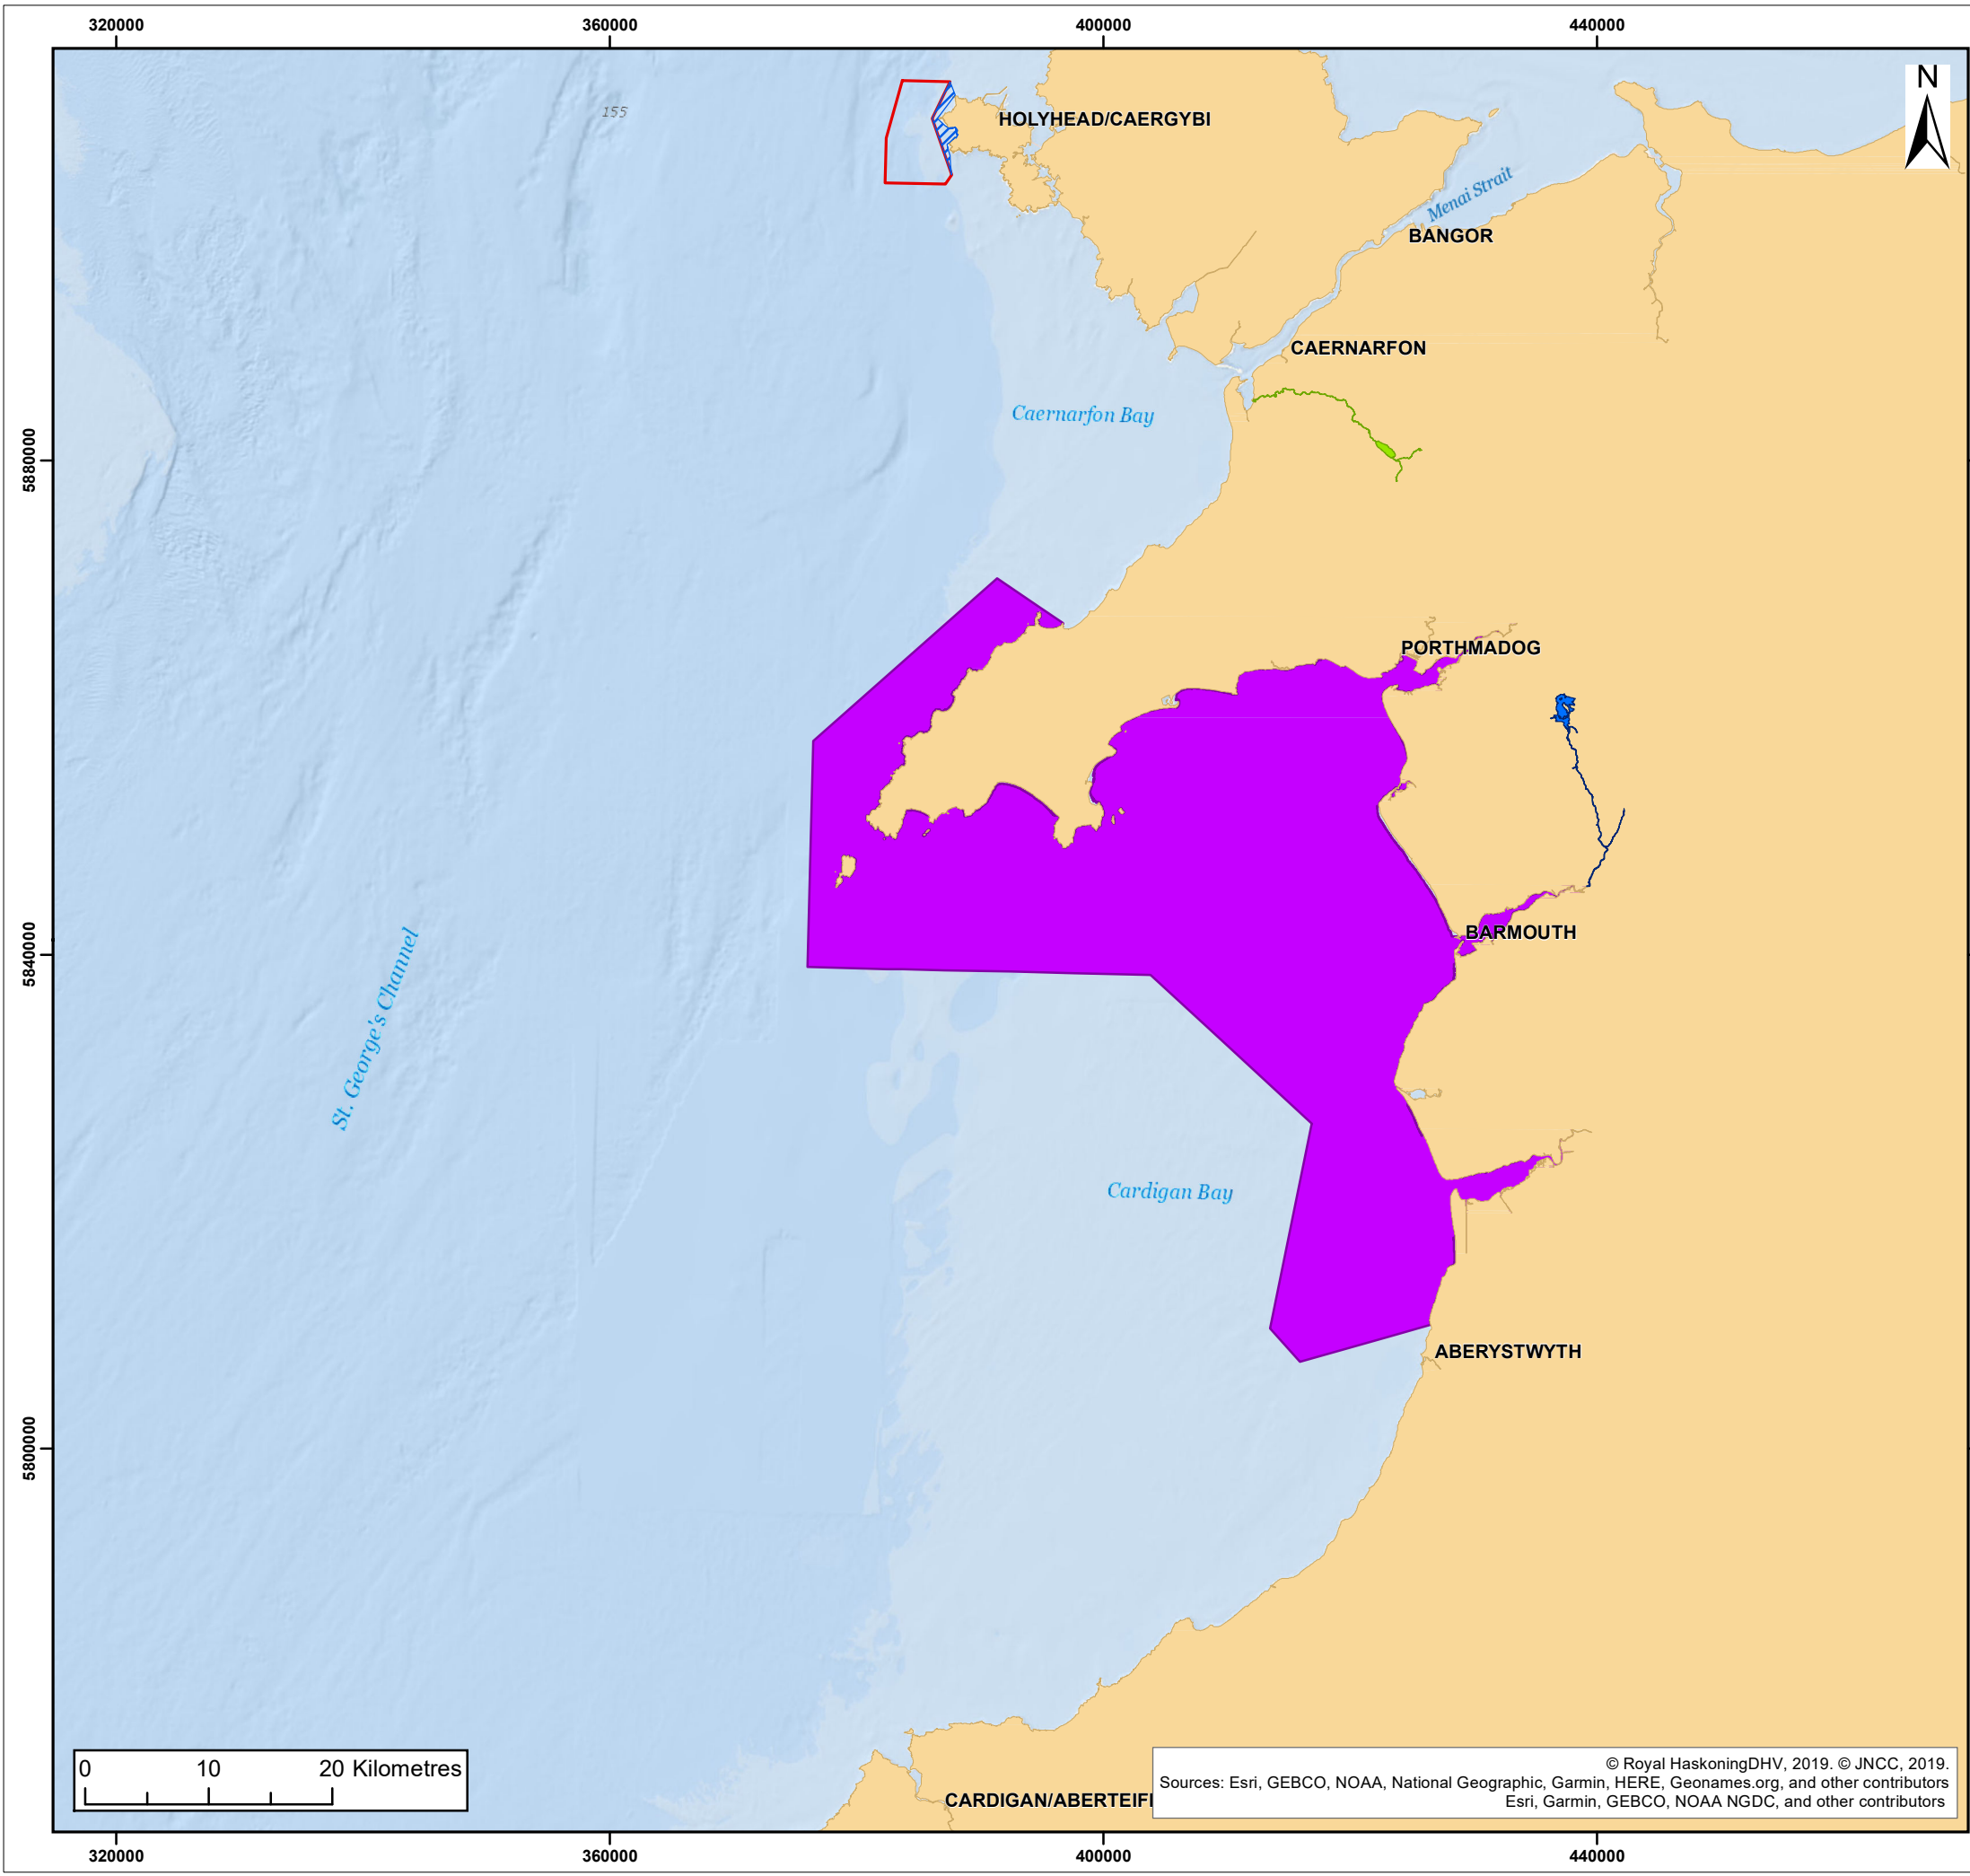 320000 360000 400000 440000
N
155
HOLYHEAD/CAERGYBI
Menai Strait
BANGOR
CAERNARFON
Caernarfon Bay
5880000
PORTHMADOG
BARMOUTH
5840000
St. George's Channel
Cardigan Bay
ABERYSTWYTH
5800000
0 10 20 Kilometres
© Royal HaskoningDHV, 2019. © JNCC, 2019.
Sources: Esri, GEBCO, NOAA, National Geographic, Garmin, HERE, Geonames.org, and other contributors
Esri, Garmin, GEBCO, NOAA NGDC, and other contributors
CARDIGAN/ABERTEIFI
320000 360000 400000 440000